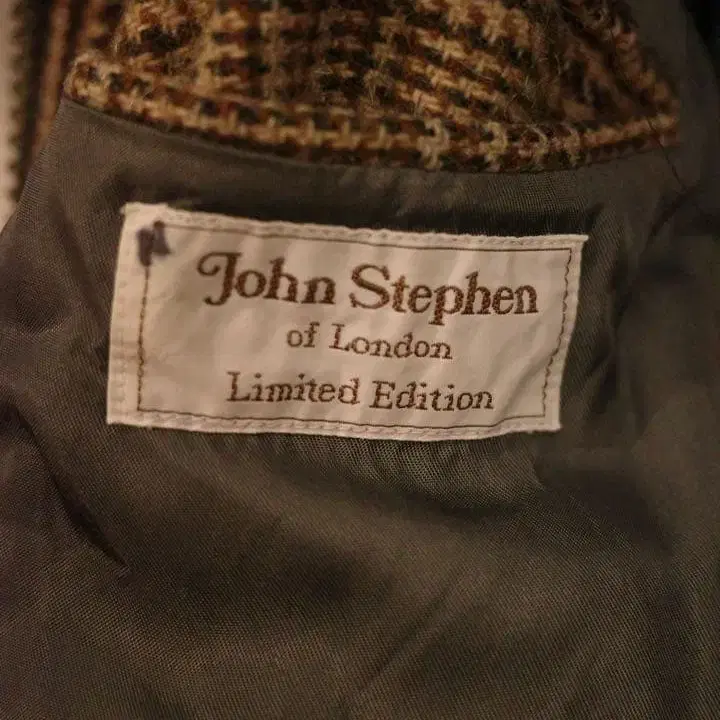 John Stephen
of London
Limited Edition